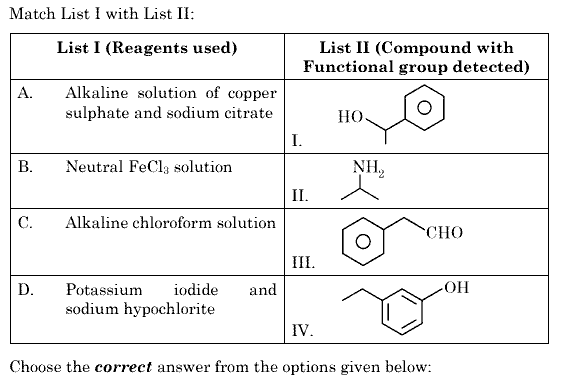 Match List I with List II:
List I (Reagents used)
List II (Compound with
Functional group detected)
A. Alkaline solution of copper
sulphate and sodium citrate
HO
I.
B. Neutral FeCl₃ solution
NH₂
II.
C. Alkaline chloroform solution
CHO
III.
D. Potassium iodide and
sodium hypochlorite
OH
IV.
Choose the correct answer from the options given below: